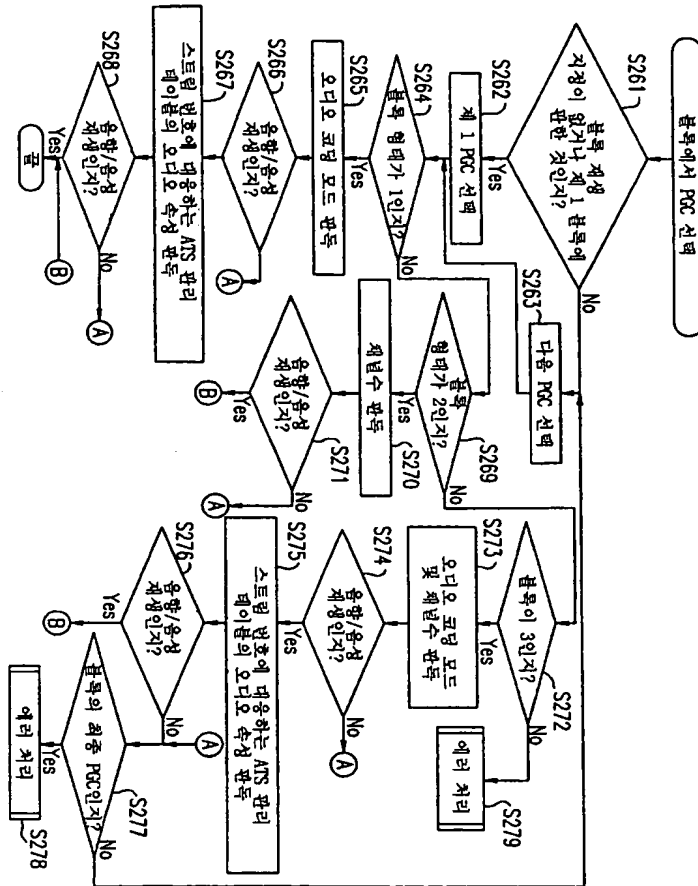 블록에서 PGC 선택
S261
블록 재생
지정이 없거나 제 1 블록에
관한 것인지?
No
Yes
S262
제 1 PGC 선택
S263
다음 PGC 선택
S264
블록 형태가 1인지?
No
Yes
S265
오디오 코딩 모드 판독
S266
음향/음성
재생인지?
A
S267
스트림 번호에 대응하는 ATS 관리
테이블의 오디오 속성 판독
S268
음향/음성
재생인지?
No
A
Yes
B
끝
S269
블록
형태가 2인지?
No
Yes
S270
채널수 판독
S271
음향/음성
재생인지?
No
A
Yes
B
S272
블록이 3인지?
No
Yes
S279
에러 처리
S273
오디오 코딩 모드
및 채널수 판독
S274
음향/음성
재생인지?
A
Yes
S275
스트림 번호에 대응하는 ATS 관리
테이블의 오디오 속성 판독
S276
음향/음성
재생인지?
No
A
Yes
B
S277
블록의 최종 PGC인지?
No
Yes
S278
에러 처리